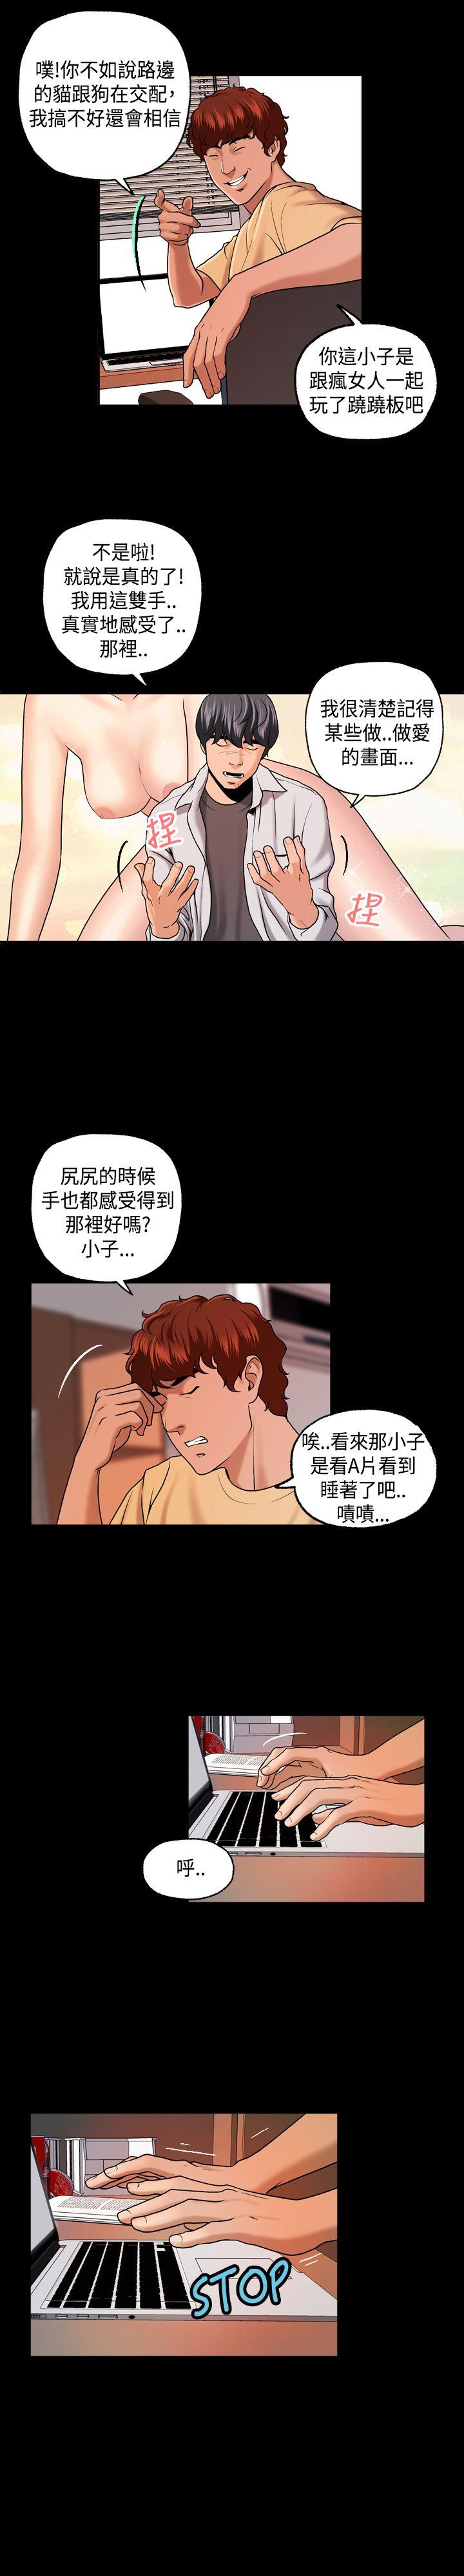 噗!你不如說路邊
的貓跟狗在交配,
我搞不好還會相信
你這小子是
跟瘋女人一起
玩了蹺蹺板吧
不是啦!
就說是真的了!
我用這雙手..
真實地感受了..
那裡..
我很清楚記得
某些做..做愛
的畫面...
捏
捏
尻尻的時候
手也都感受得到
那裡好嗎?
小子...
唉..看來那小子
是看A片看到
睡著了吧..
嘖嘖...
呼..
STOP